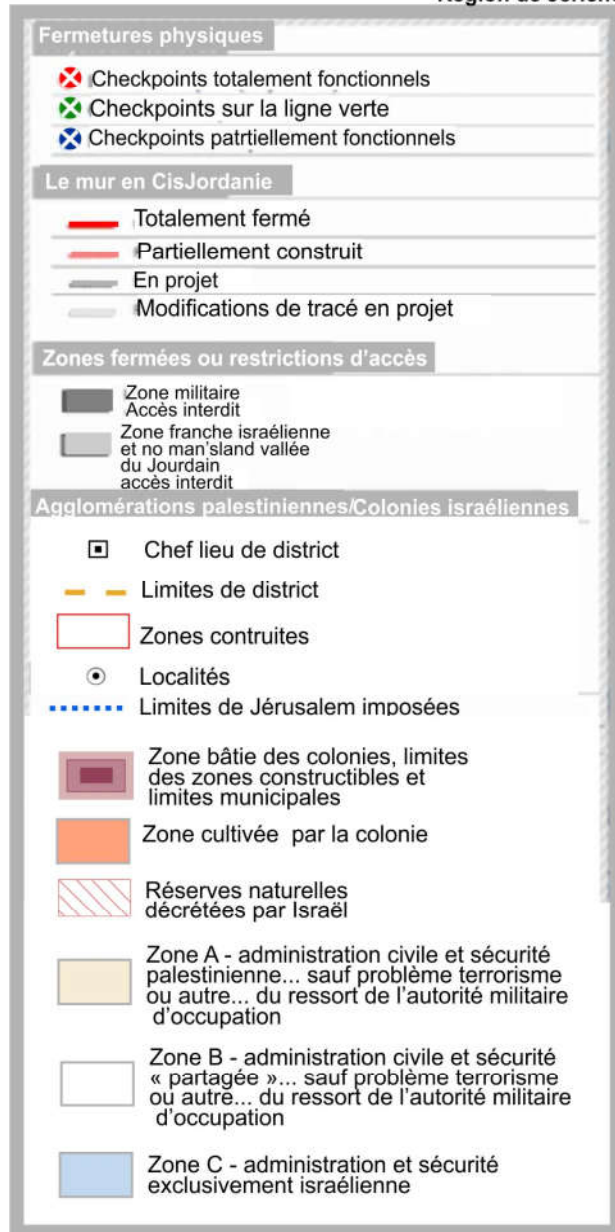 Fermetures physiques
Checkpoints totalement fonctionnels
Checkpoints sur la ligne verte
Checkpoints patrtiellement fonctionnels
Le mur en CisJordanie
Totalement fermé
Partiellement construit
En projet
Modifications de tracé en projet
Zones fermées ou restrictions d’accès
Zone militaire
Accès interdit
Zone franche israélienne
et no man’sland vallée
du Jourdain
accès interdit
Agglomérations palestiniennes/Colonies israéliennes
Chef lieu de district
Limites de district
Zones contruites
Localités
Limites de Jérusalem imposées
Zone bâtie des colonies, limites
des zones constructibles et
limites municipales
Zone cultivée par la colonie
Réserves naturelles
décrétées par Israël
Zone A - administration civile et sécurité
palestinienne... sauf problème terrorisme
ou autre... du ressort de l’autorité militaire
d’occupation
Zone B - administration civile et sécurité
« partagée »... sauf problème terrorisme
ou autre... du ressort de l’autorité militaire
d’occupation
Zone C - administration et sécurité
exclusivement israélienne